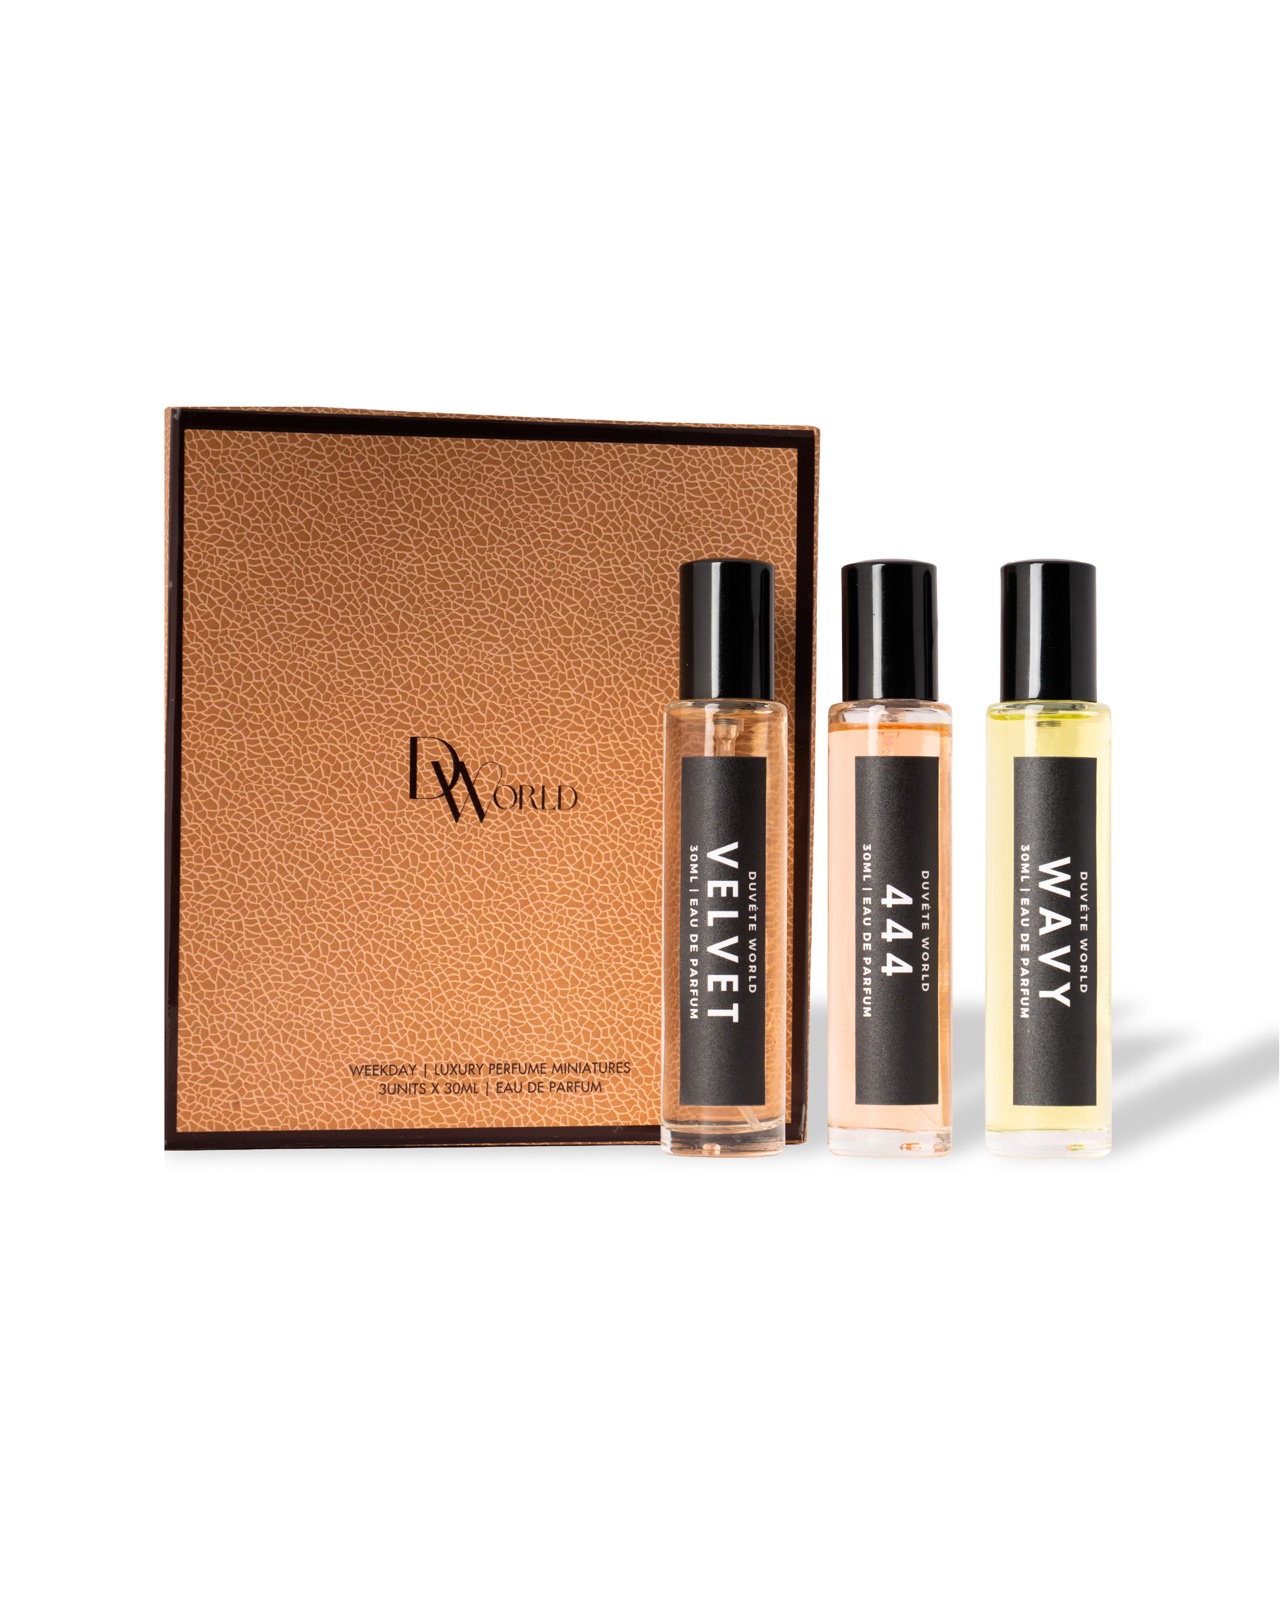 DWORLD
WEEKDAY | LUXURY PERFUME MINIATURES
3UNITS X 30ML | EAU DE PARFUM
DUVÉTE WORLD
VELVET
30ML | EAU DE PARFUM
DUVÉTE WORLD
444
30ML | EAU DE PARFUM
DUVÉTE WORLD
WAVY
30ML | EAU DE PARFUM